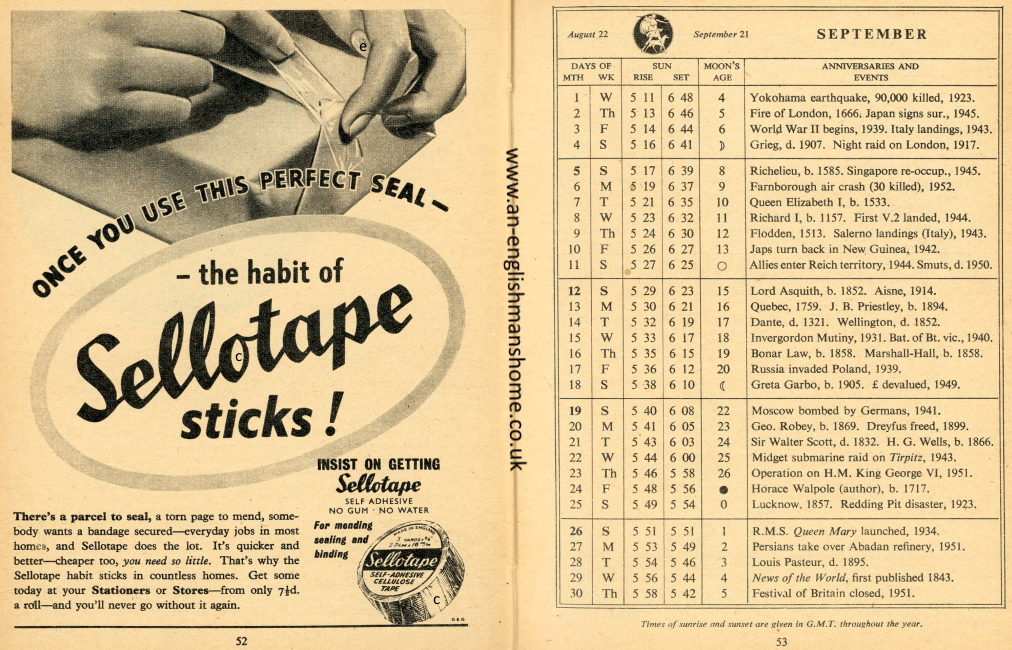 ONCE YOU USE THIS PERFECT SEAL—
– the habit of
Sellotape
sticks!
INSIST ON GETTING
Sellotape
SELF ADHESIVE
NO GUM · NO WATER
There's a parcel to seal, a torn page to mend, some-
body wants a bandage secured—everyday jobs in most
homes, and Sellotape does the lot. It's quicker and
better—cheaper too, you need so little. That's why the
Sellotape habit sticks in countless homes. Get some
today at your Stationers or Stores—from only 7½d.
a roll—and you'll never go without it again.
For mending
sealing and
binding
MADE IN ENGLAND
Sellotape
SELF-ADHESIVE
CELLULOSE
TAPE
52
www.an-englishmanshome.co.uk
August 22 September 21 SEPTEMBER
DAYS OF SUN MOON'S ANNIVERSARIES AND
MTH WK RISE SET AGE EVENTS
1 W 5 11 6 48 4 Yokohama earthquake, 90,000 killed, 1923.
2 Th 5 13 6 46 5 Fire of London, 1666. Japan signs sur., 1945.
3 F 5 14 6 44 6 World War II begins, 1939. Italy landings, 1943.
4 S 5 16 6 41 ☽ Grieg, d. 1907. Night raid on London, 1917.
5 S 5 17 6 39 8 Richelieu, b. 1585. Singapore re-occup., 1945.
6 M 5 19 6 37 9 Farnborough air crash (30 killed), 1952.
7 T 5 21 6 35 10 Queen Elizabeth I, b. 1533.
8 W 5 23 6 32 11 Richard I, b. 1157. First V.2 landed, 1944.
9 Th 5 24 6 30 12 Flodden, 1513. Salerno landings (Italy), 1943.
10 F 5 26 6 27 13 Japs turn back in New Guinea, 1942.
11 S 5 27 6 25 ○ Allies enter Reich territory, 1944. Smuts, d. 1950.
12 S 5 29 6 23 15 Lord Asquith, b. 1852. Aisne, 1914.
13 M 5 30 6 21 16 Quebec, 1759. J. B. Priestley, b. 1894.
14 T 5 32 6 19 17 Dante, d. 1321. Wellington, d. 1852.
15 W 5 33 6 17 18 Invergordon Mutiny, 1931. Bat. of Bt. vic., 1940.
16 Th 5 35 6 15 19 Bonar Law, b. 1858. Marshall-Hall, b. 1858.
17 F 5 36 6 12 20 Russia invaded Poland, 1939.
18 S 5 38 6 10 ☾ Greta Garbo, b. 1905. £ devalued, 1949.
19 S 5 40 6 08 22 Moscow bombed by Germans, 1941.
20 M 5 41 6 05 23 Geo. Robey, b. 1869. Dreyfus freed, 1899.
21 T 5 43 6 03 24 Sir Walter Scott, d. 1832. H. G. Wells, b. 1866.
22 W 5 44 6 00 25 Midget submarine raid on Tirpitz, 1943.
23 Th 5 46 5 58 26 Operation on H.M. King George VI, 1951.
24 F 5 48 5 56 ● Horace Walpole (author), b. 1717.
25 S 5 49 5 54 0 Lucknow, 1857. Redding Pit disaster, 1923.
26 S 5 51 5 51 1 R.M.S. Queen Mary launched, 1934.
27 M 5 53 5 49 2 Persians take over Abadan refinery, 1951.
28 T 5 54 5 46 3 Louis Pasteur, d. 1895.
29 W 5 56 5 44 4 News of the World, first published 1843.
30 Th 5 58 5 42 5 Festival of Britain closed, 1951.
Times of sunrise and sunset are given in G.M.T. throughout the year.
53